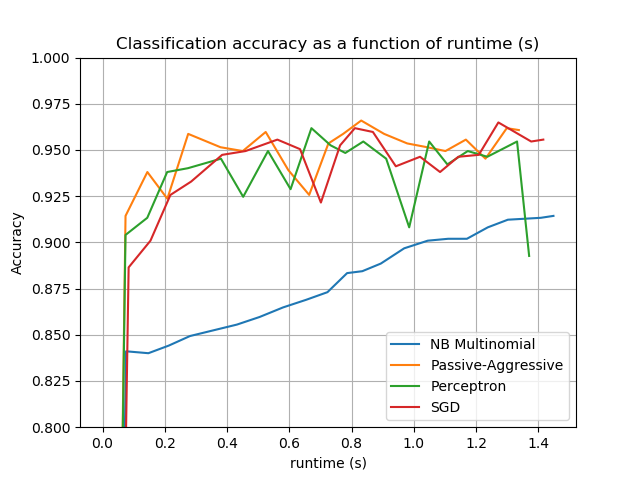 Classification accuracy as a function of runtime (s)
1.000
0.975
0.950
0.925
0.900
0.875
0.850
0.825
0.800
Accuracy
NB Multinomial
Passive-Aggressive
Perceptron
SGD
0.0 0.2 0.4 0.6 0.8 1.0 1.2 1.4
runtime (s)